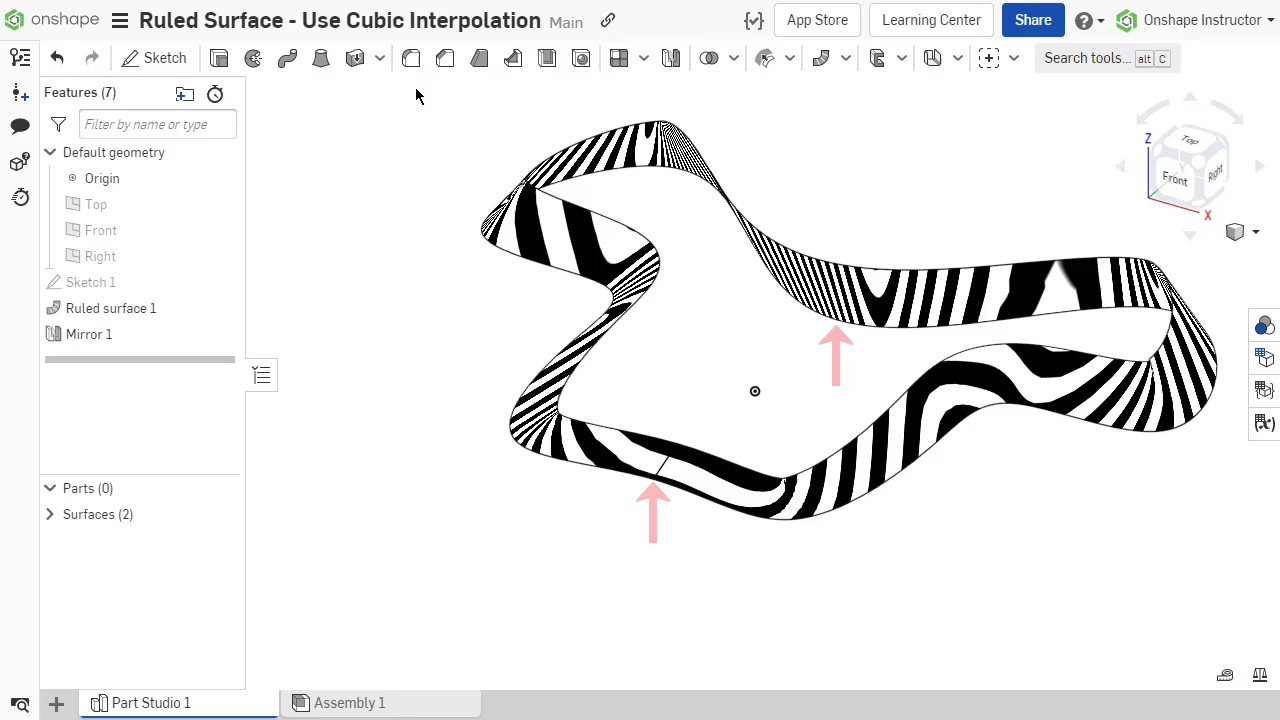 onshape Ruled Surface - Use Cubic Interpolation Main App Store Learning Center Share Onshape Instructor
Sketch Search tools... alt C
Features (7)
Filter by name or type
Default geometry
Origin
Top
Front
Right
Sketch 1
Ruled surface 1
Mirror 1
Parts (0)
Surfaces (2)
Z
Top
Y
Front
Right
X
(x)
Part Studio 1
Assembly 1